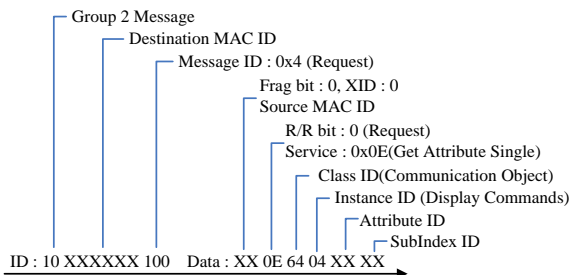 Group 2 Message
Destination MAC ID
Message ID : 0x4 (Request)
Frag bit : 0, XID : 0
Source MAC ID
R/R bit : 0 (Request)
Service : 0x0E(Get Attribute Single)
Class ID(Communication Object)
Instance ID (Display Commands)
Attribute ID
SubIndex ID
ID : 10 XXXXXX 100 Data : XX 0E 64 04 XX XX